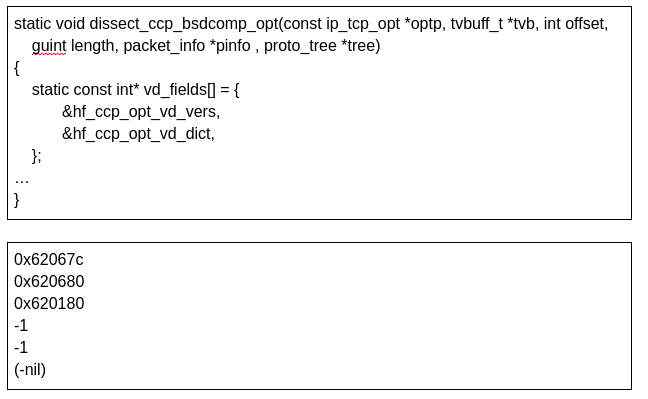 static void dissect_ccp_bsdcomp_opt(const ip_tcp_opt *optp, tvbuff_t *tvb, int offset,
guint length, packet_info *pinfo , proto_tree *tree)
{
static const int* vd_fields[] = {
&hf_ccp_opt_vd_vers,
&hf_ccp_opt_vd_dict,
};
…
}
0x62067c
0x620680
0x620180
-1
-1
(-nil)